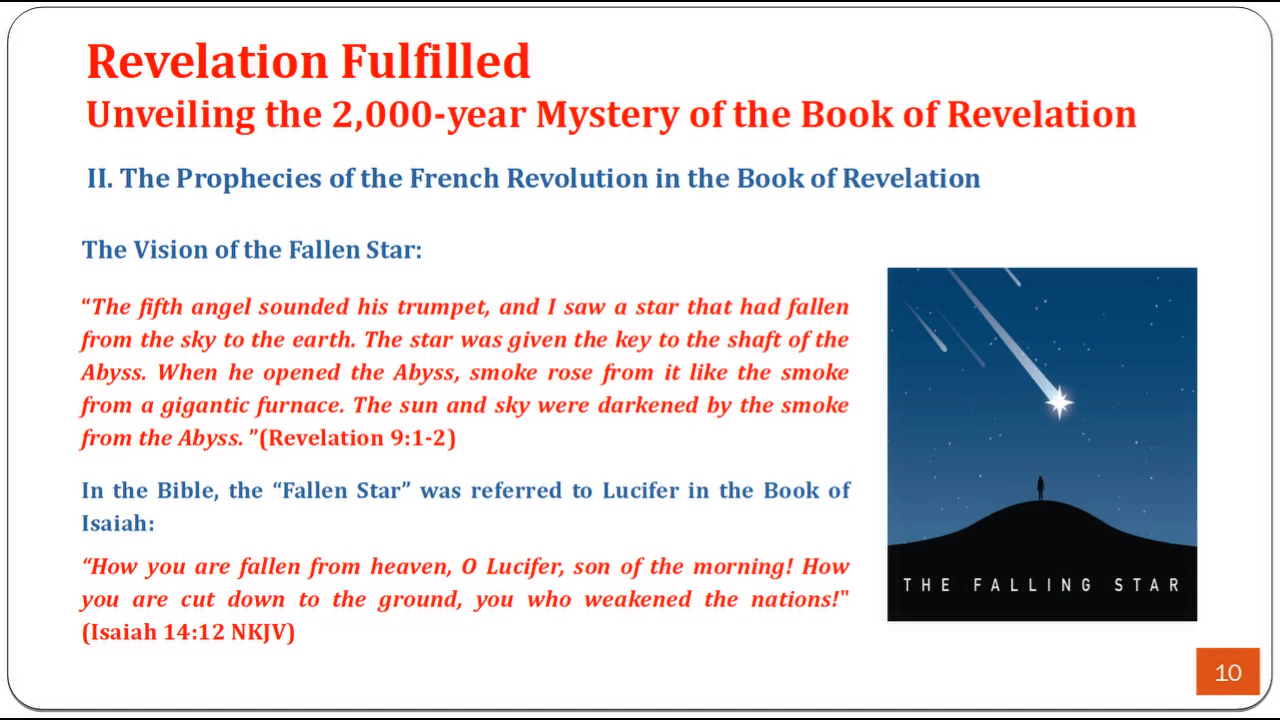 Revelation Fulfilled
Unveiling the 2,000-year Mystery of the Book of Revelation
II. The Prophecies of the French Revolution in the Book of Revelation
The Vision of the Fallen Star:
“The fifth angel sounded his trumpet, and I saw a star that had fallen
from the sky to the earth. The star was given the key to the shaft of the
Abyss. When he opened the Abyss, smoke rose from it like the smoke
from a gigantic furnace. The sun and sky were darkened by the smoke
from the Abyss. ”(Revelation 9:1-2)
In the Bible, the “Fallen Star” was referred to Lucifer in the Book of
Isaiah:
“How you are fallen from heaven, O Lucifer, son of the morning! How
you are cut down to the ground, you who weakened the nations!"
(Isaiah 14:12 NKJV)
THE FALLING STAR
10